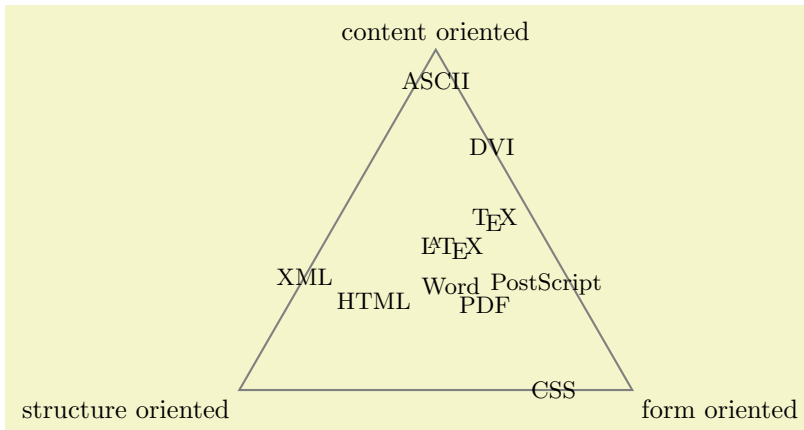 content oriented
ASCII
DVI
TEX
LATEX
XML
Word
PostScript
HTML
PDF
CSS
structure oriented
form oriented